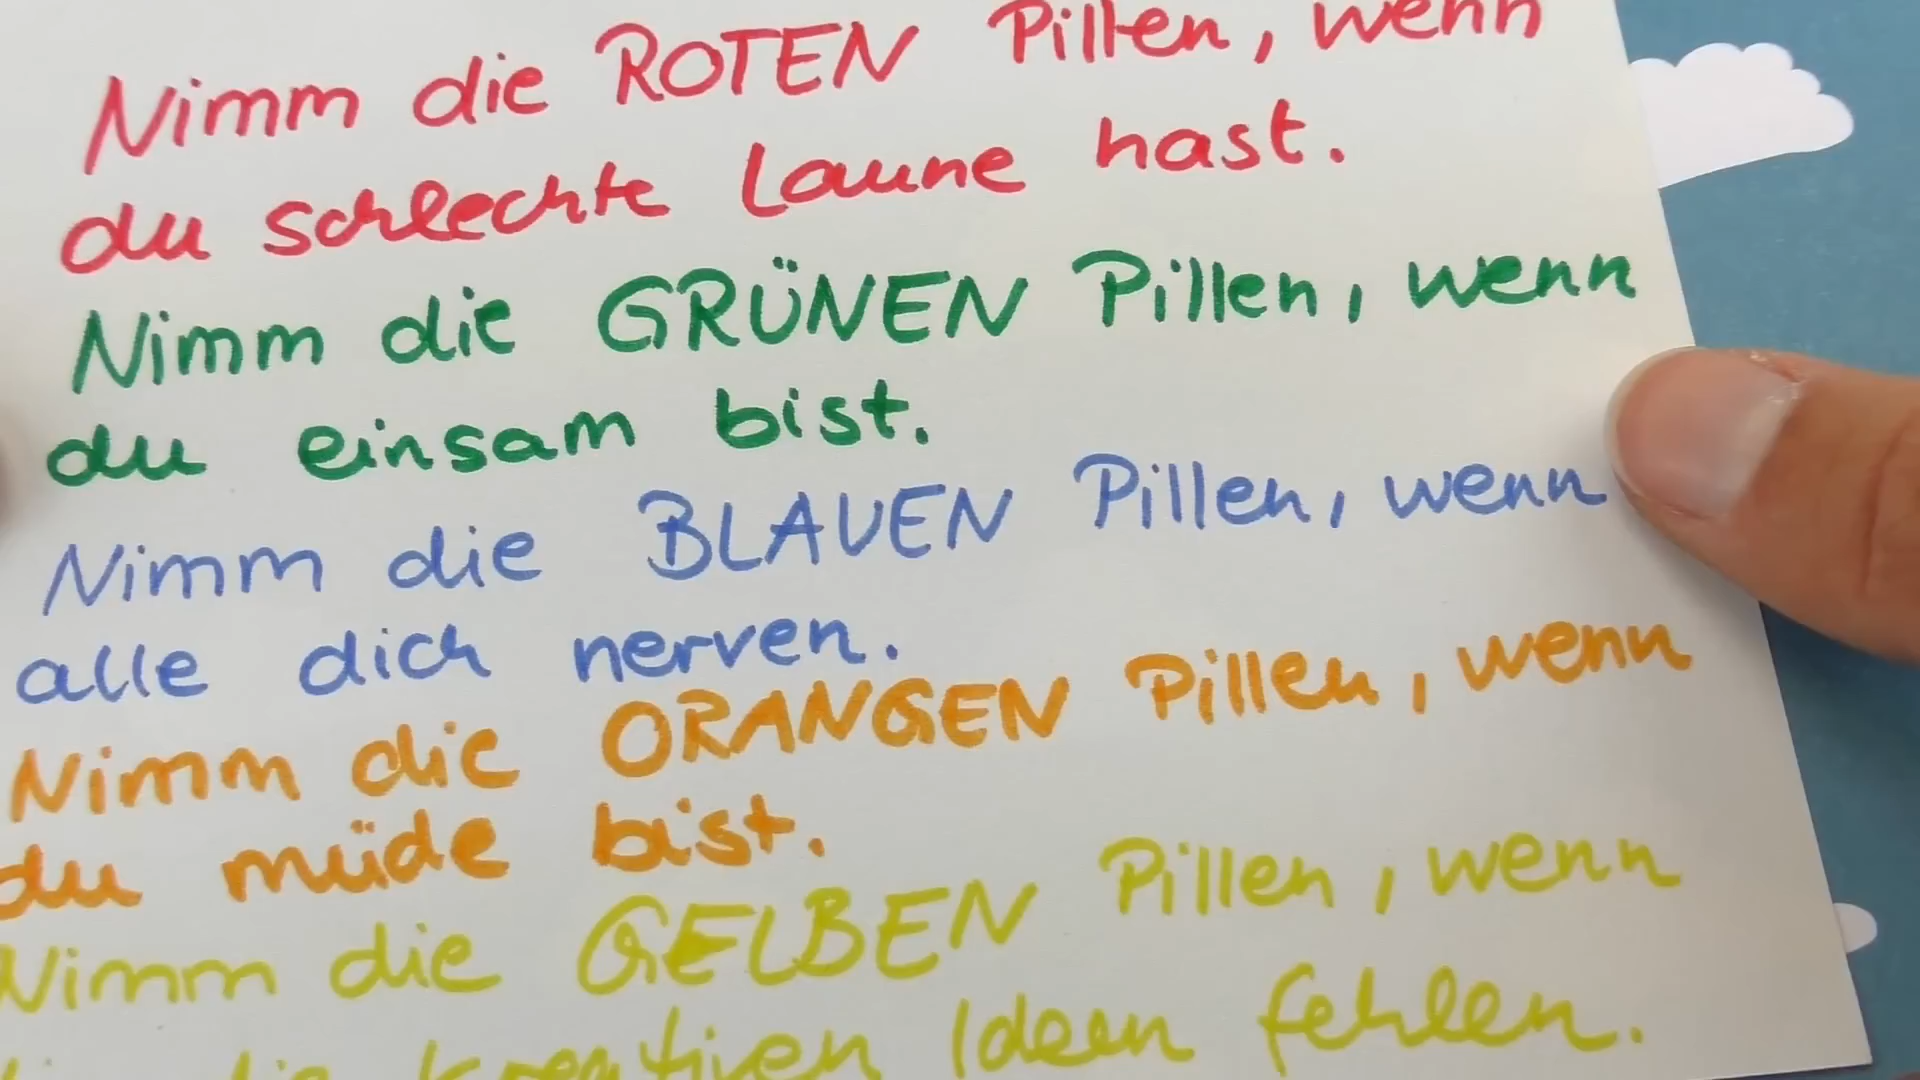 Nimm die ROTEN Pillen, wenn
du schlechte Laune hast.
Nimm die GRÜNEN Pillen, wenn
du einsam bist.
Nimm die BLAUEN Pillen, wenn
alle dich nerven.
Nimm die ORANGEN Pillen, wenn
du müde bist.
Nimm die GELBEN Pillen, wenn
die kreativen Ideen fehlen.